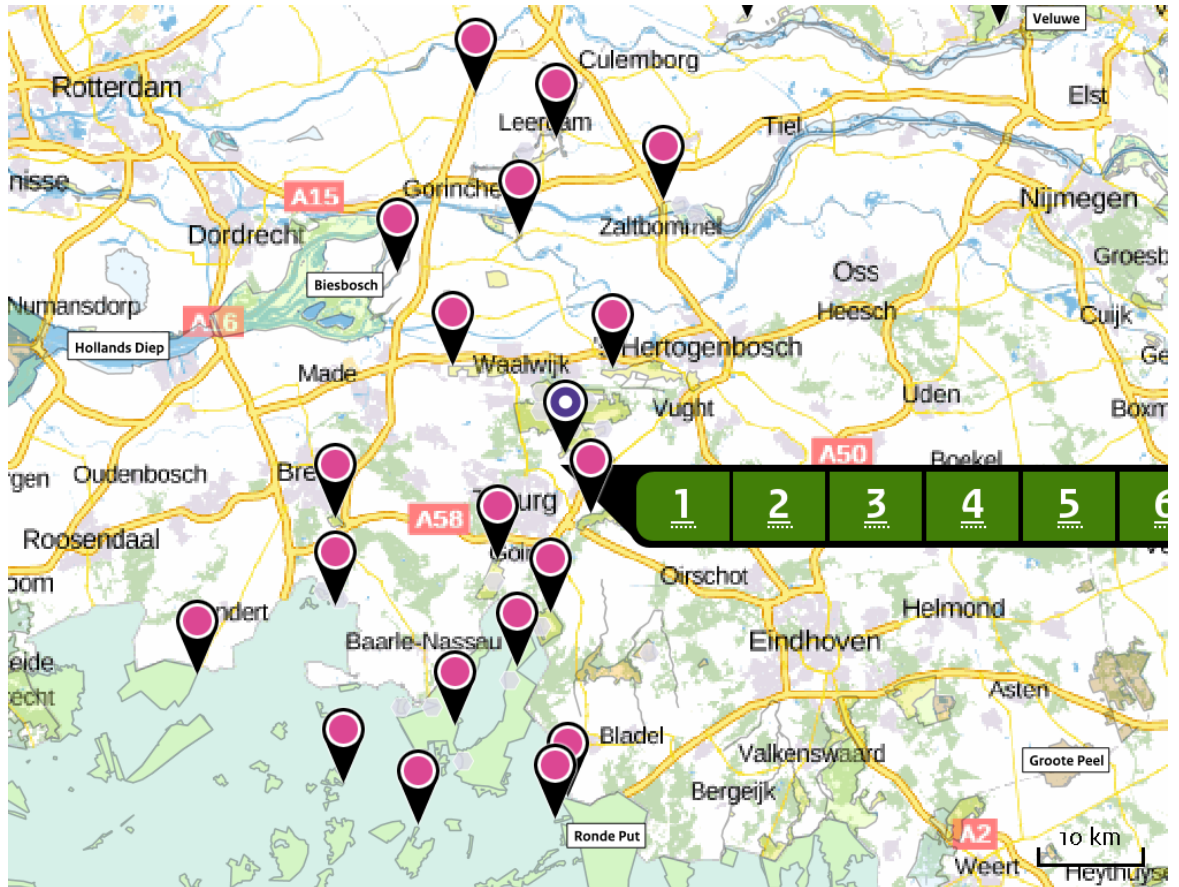 Veluwe
Culemborg
Rotterdam
Elst
Tiel
A15
Nijmegen
Dordrecht
Zaltbommel
Biesbosch
Oss
Numansdorp
Heesch
A16
Cuijk
Hollands Diep
Hertogenbosch
Waalwijk
Made
Uden
Vught
A50
Boekel
Oudenbosch
1
2
3
4
5
6
A58
Roosendaal
Oirschot
Helmond
Baarle-Nassau
Eindhoven
Asten
Bladel
Valkenswaard
Groote Peel
Bergeijk
Ronde Put
A2
10 km
Weert